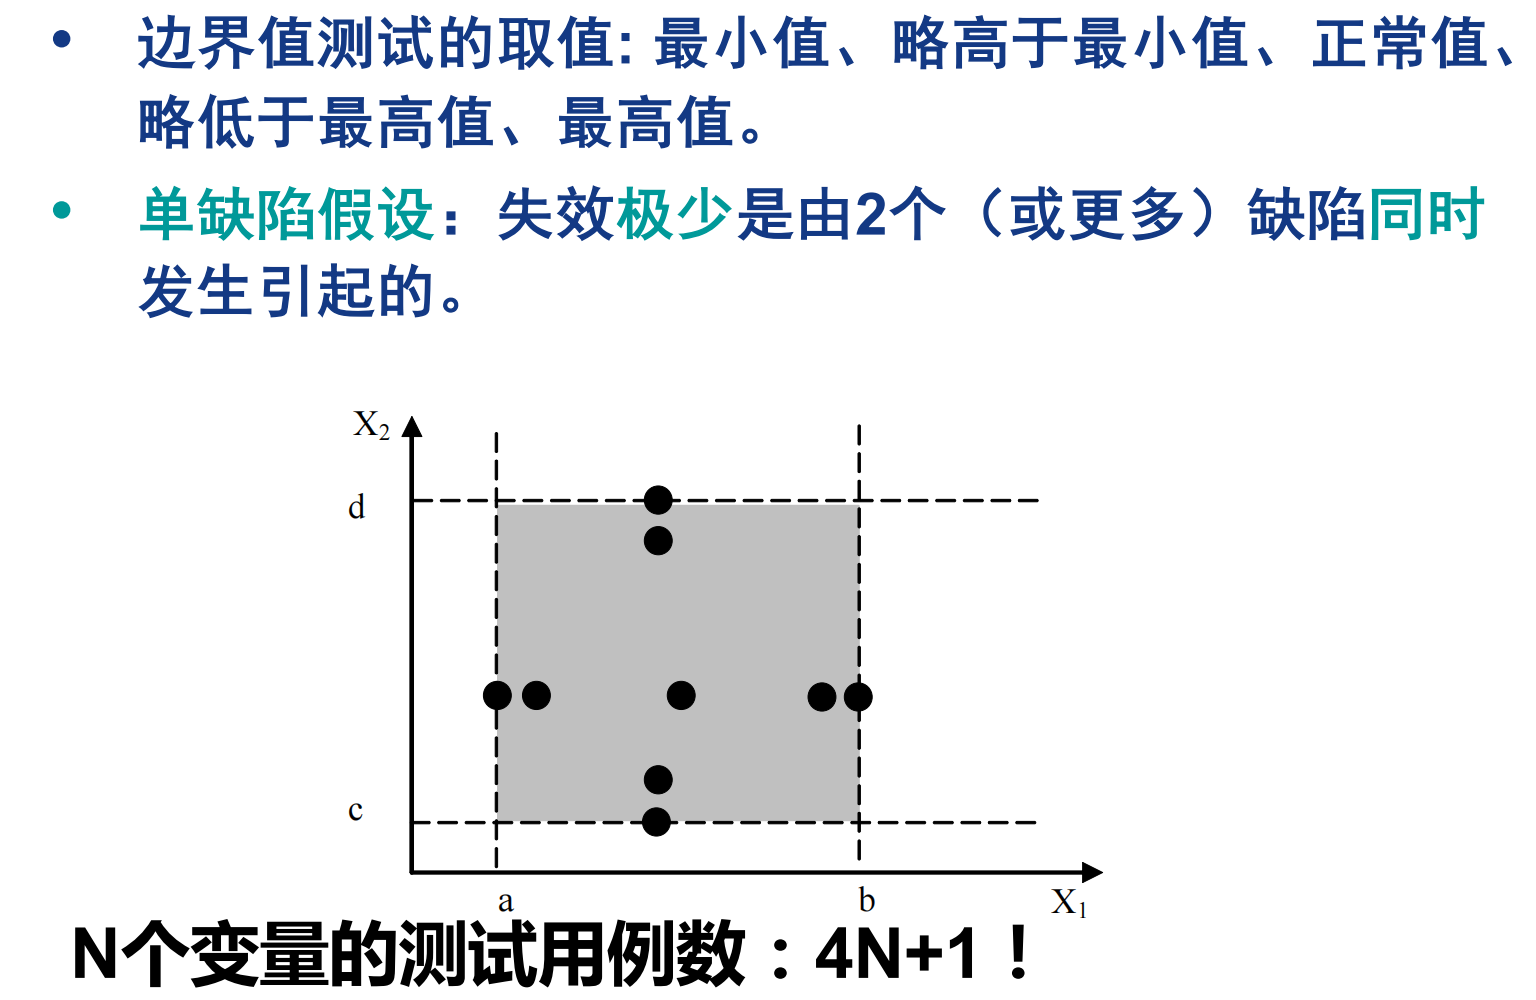 • 边界值测试的取值: 最小值、略高于最小值、正常值、
略低于最高值、最高值。
• 单缺陷假设：失效极少是由2个（或更多）缺陷同时
发生引起的。
X₂
d
c
a
b
X₁
N个变量的测试用例数：4N+1！